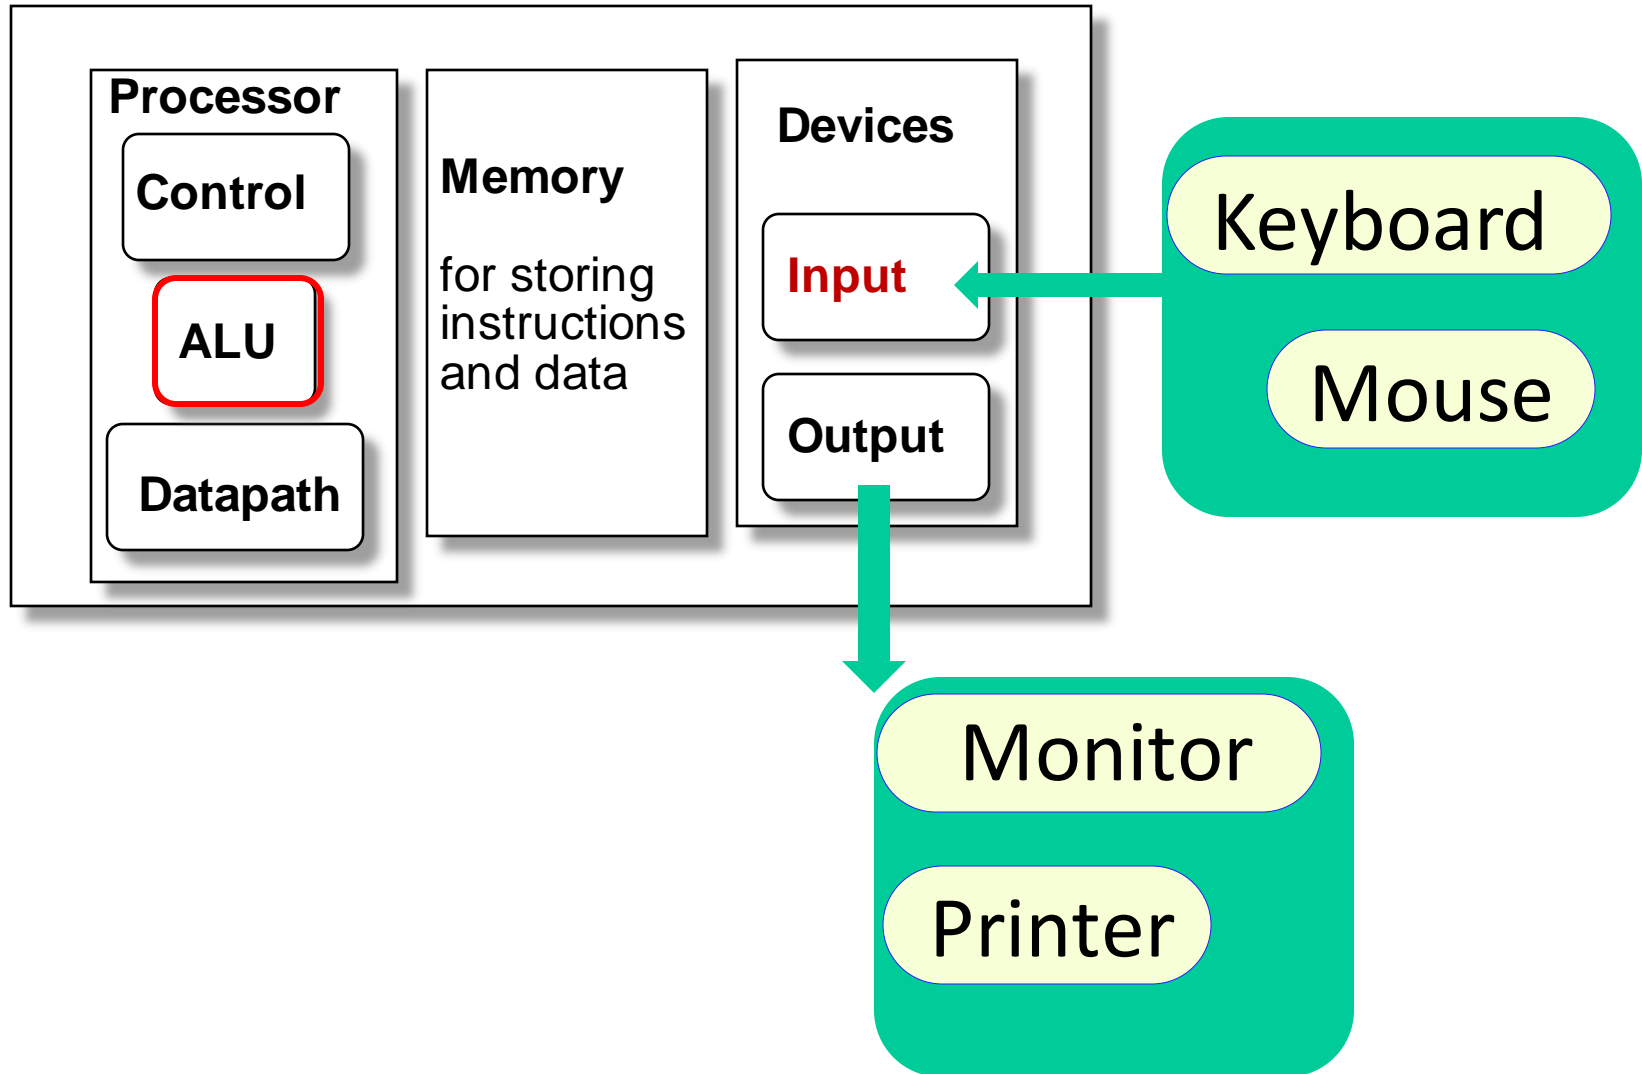 Processor
Control
ALU
Datapath
Memory
for storing
instructions
and data
Devices
Input
Output
Keyboard
Mouse
Monitor
Printer